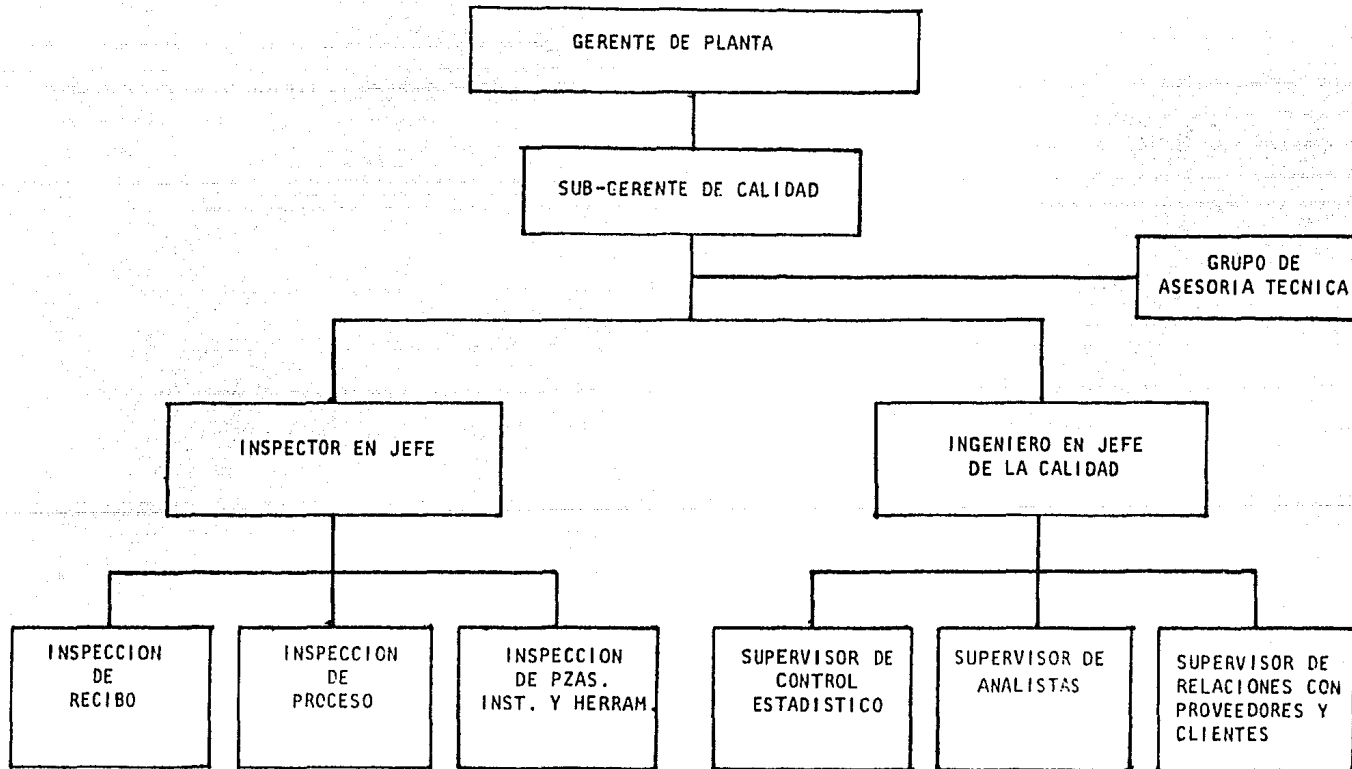 GERENTE DE PLANTA
SUB-GERENTE DE CALIDAD
GRUPO DE
ASESORIA TECNICA
INSPECTOR EN JEFE
INGENIERO EN JEFE
DE LA CALIDAD
INSPECCION
DE
RECIBO
INSPECCION
DE
PROCESO
INSPECCION
DE PZAS.
INST. Y HERRAM.
SUPERVISOR DE
CONTROL
ESTADISTICO
SUPERVISOR DE
ANALISTAS
SUPERVISOR DE
RELACIONES CON
PROVEEDORES Y
CLIENTES